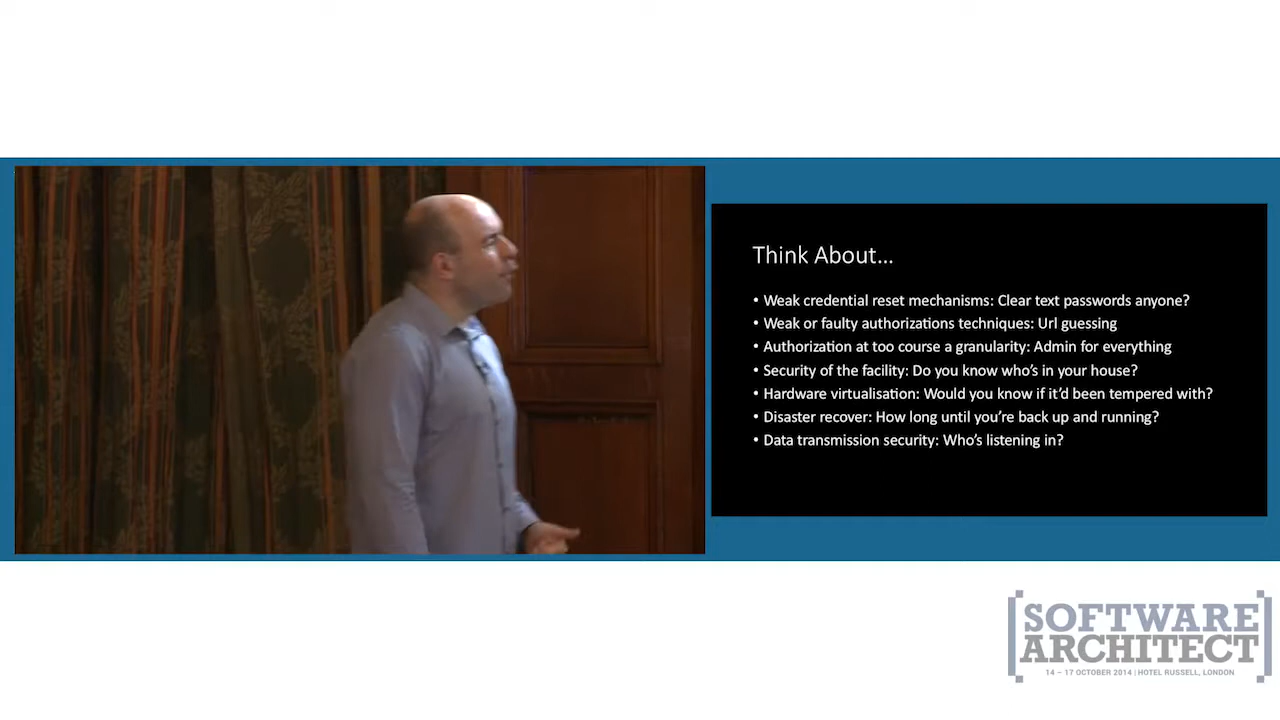 Think About...
• Weak credential reset mechanisms: Clear text passwords anyone?
• Weak or faulty authorizations techniques: Url guessing
• Authorization at too course a granularity: Admin for everything
• Security of the facility: Do you know who's in your house?
• Hardware virtualisation: Would you know if it'd been tempered with?
• Disaster recover: How long until you're back up and running?
• Data transmission security: Who's listening in?
[SOFTWARE
ARCHITECT]
14 – 17 OCTOBER 2014 | HOTEL RUSSELL, LONDON